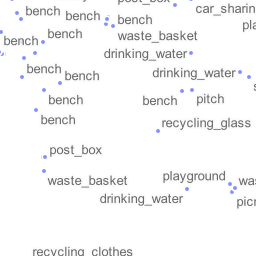 post_box
car_sharin
bench
bench
bench
pla
bench
waste_basket
bench
drinking_water
bench
bench
drinking_water
bench
bench
pitch
bench
recycling_glass
post_box
waste_basket
playground
was
drinking_water
picn
recycling_clothes